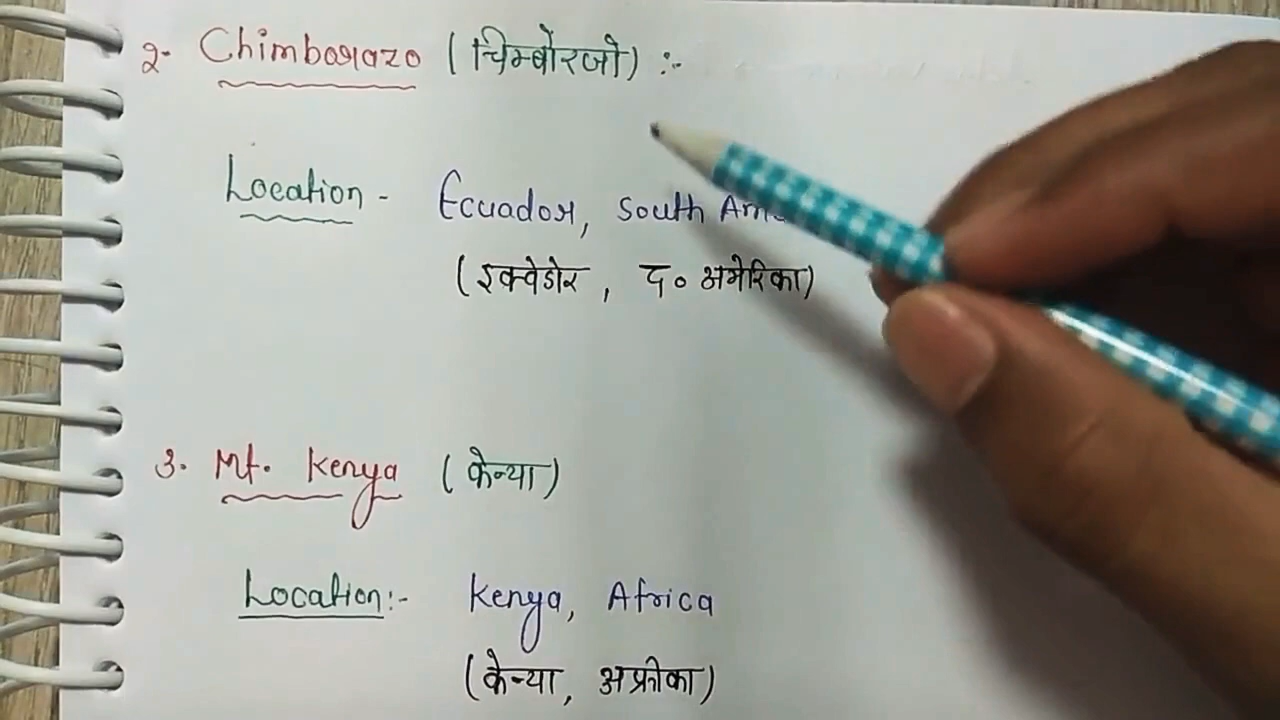 2. Chimborazo (चिम्बोरजो) :-
Location - Ecuador, South
(इक्वेडोर, द० अमेरिका)
3. Mt. Kenya (केन्या)
Location:- Kenya, Africa
(केन्या, अफ्रीका)